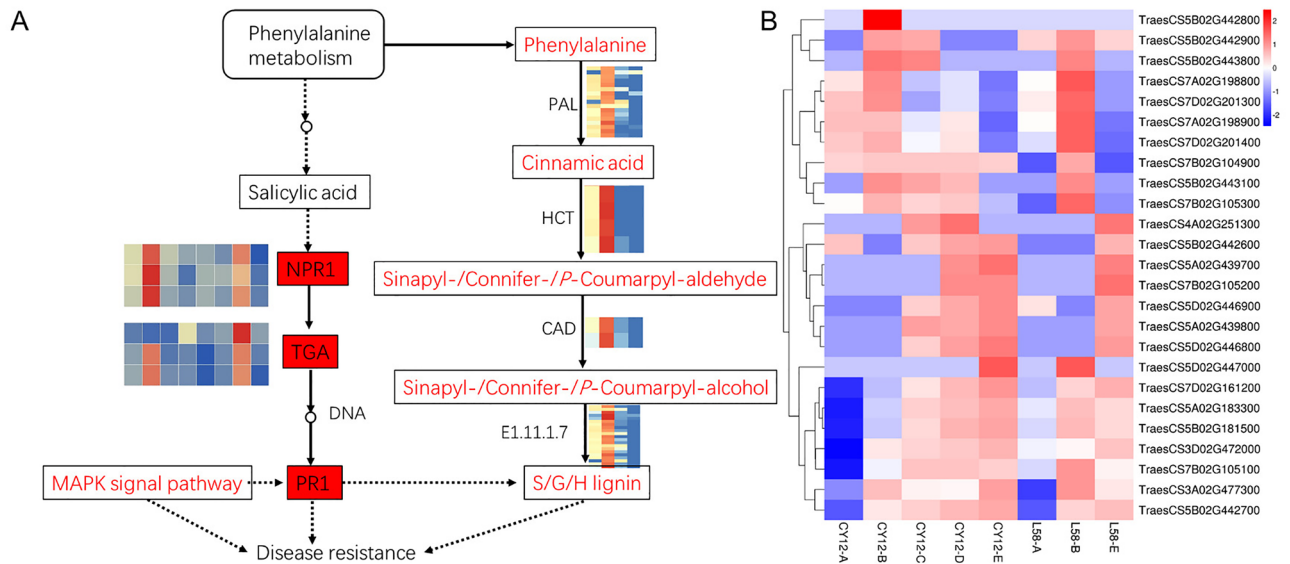 A
Phenylalanine
metabolism
Phenylalanine
PAL
Cinnamic acid
Salicylic acid
HCT
NPR1
Sinapyl-/Connifer-/P-Coumarpyl-aldehyde
CAD
TGA
Sinapyl-/Connifer-/P-Coumarpyl-alcohol
DNA
E1.11.1.7
MAPK signal pathway
PR1
S/G/H lignin
Disease resistance
B
TraesCS5B02G442800
TraesCS5B02G442900
TraesCS5B02G443800
TraesCS7A02G198800
TraesCS7D02G201300
TraesCS7A02G198900
TraesCS7D02G201400
TraesCS7B02G104900
TraesCS5B02G443100
TraesCS7B02G105300
TraesCS4A02G251300
TraesCS5B02G442600
TraesCS5A02G439700
TraesCS7B02G105200
TraesCS5D02G446900
TraesCS5A02G439800
TraesCS5D02G446800
TraesCS5D02G447000
TraesCS7D02G161200
TraesCS5A02G183300
TraesCS5B02G181500
TraesCS3D02G472000
TraesCS7B02G105100
TraesCS3A02G477300
TraesCS5B02G442700
2
1
0
-1
-2
CY12-A
CY12-B
CY12-C
CY12-D
CY12-E
L58-A
L58-B
L58-E